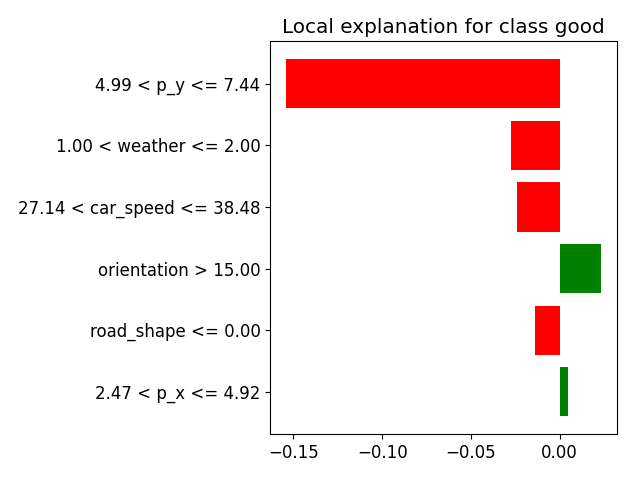 Local explanation for class good
4.99 < p_y <= 7.44
1.00 < weather <= 2.00
27.14 < car_speed <= 38.48
orientation > 15.00
road_shape <= 0.00
2.47 < p_x <= 4.92
−0.15 −0.10 −0.05 0.00